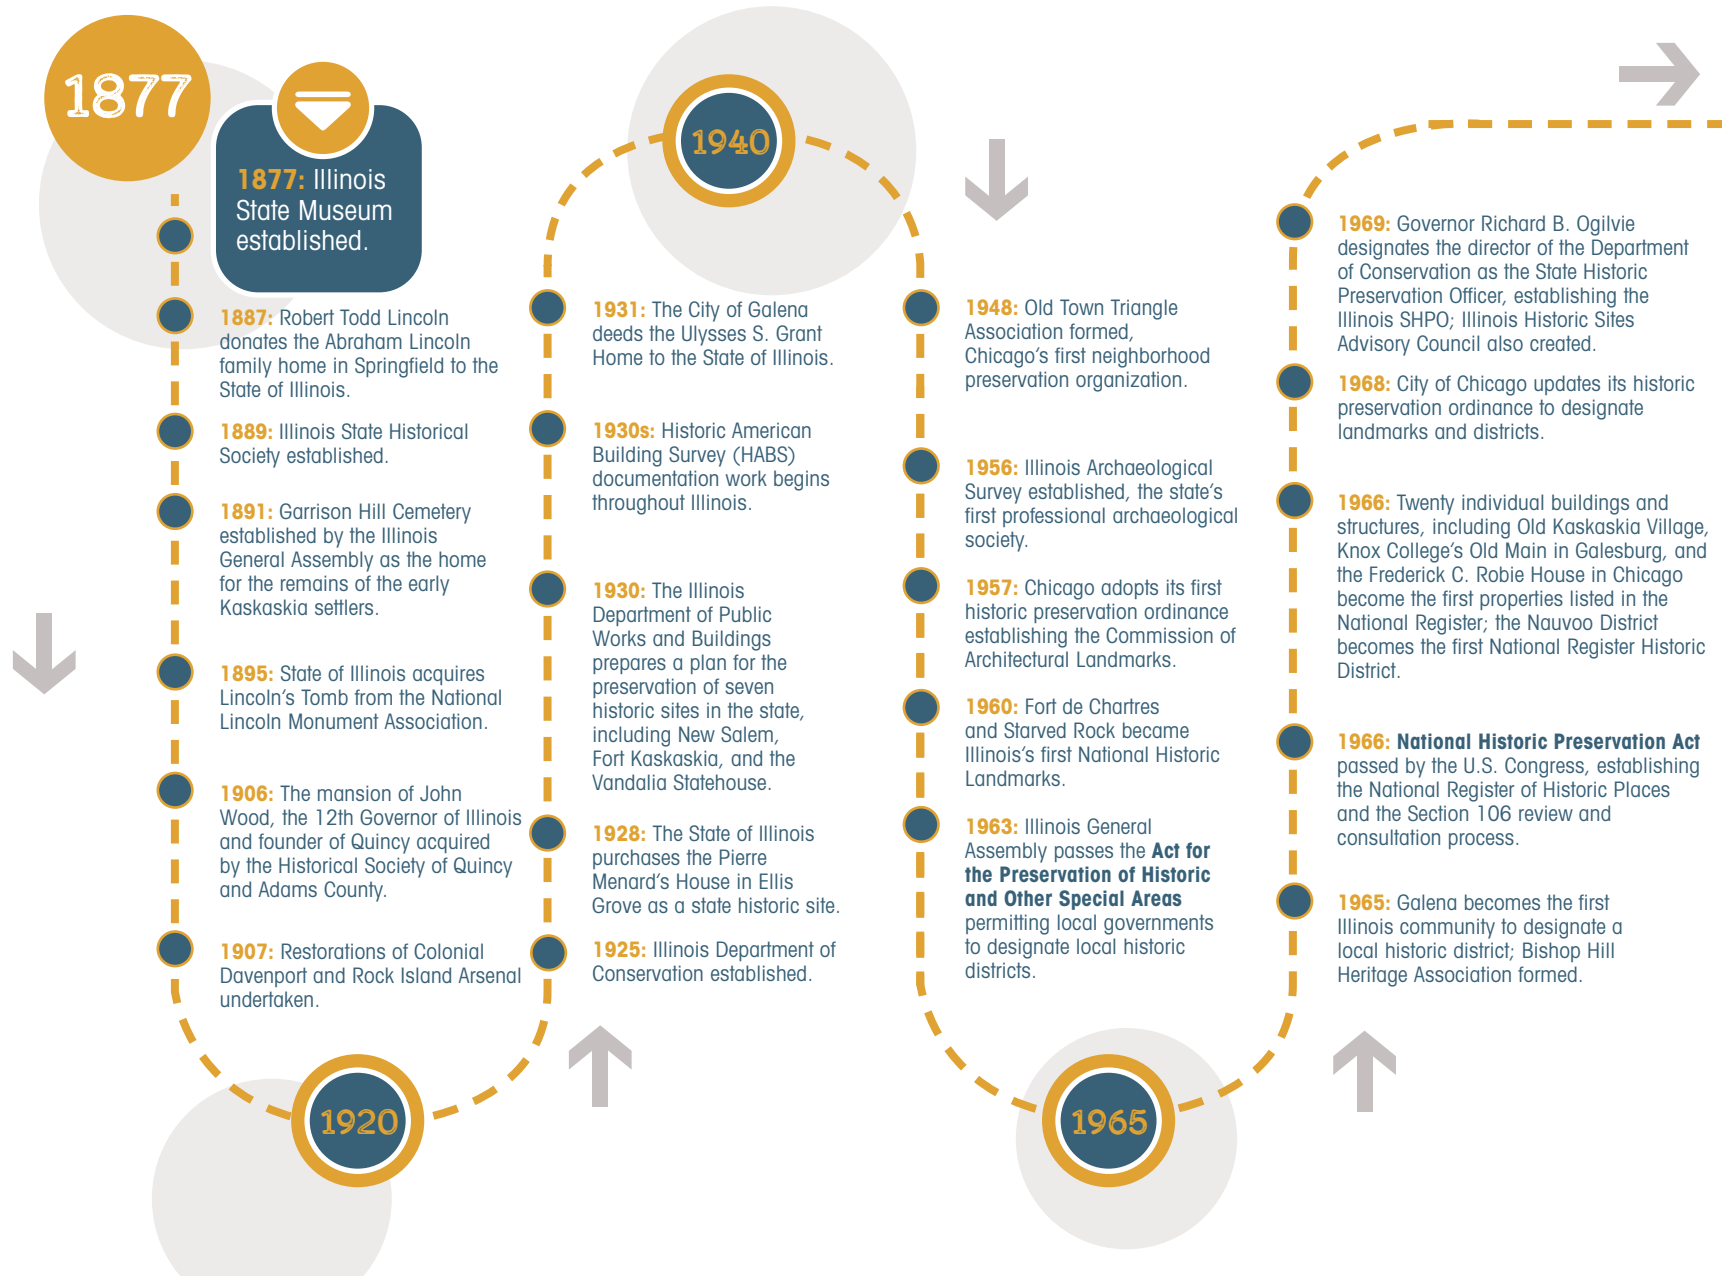 1877
1877: Illinois
State Museum
established.
1887: Robert Todd Lincoln
donates the Abraham Lincoln
family home in Springfield to the
State of Illinois.
1889: Illinois State Historical
Society established.
1891: Garrison Hill Cemetery
established by the Illinois
General Assembly as the home
for the remains of the early
Kaskaskia settlers.
1895: State of Illinois acquires
Lincoln's Tomb from the National
Lincoln Monument Association.
1906: The mansion of John
Wood, the 12th Governor of Illinois
and founder of Quincy acquired
by the Historical Society of Quincy
and Adams County.
1907: Restorations of Colonial
Davenport and Rock Island Arsenal
undertaken.
1920
1931: The City of Galena
deeds the Ulysses S. Grant
Home to the State of Illinois.
1930s: Historic American
Building Survey (HABS)
documentation work begins
throughout Illinois.
1930: The Illinois
Department of Public
Works and Buildings
prepares a plan for the
preservation of seven
historic sites in the state,
including New Salem,
Fort Kaskaskia, and the
Vandalia Statehouse.
1928: The State of Illinois
purchases the Pierre
Menard's House in Ellis
Grove as a state historic site.
1925: Illinois Department of
Conservation established.
1940
1948: Old Town Triangle
Association formed,
Chicago's first neighborhood
preservation organization.
1956: Illinois Archaeological
Survey established, the state's
first professional archaeological
society.
1957: Chicago adopts its first
historic preservation ordinance
establishing the Commission of
Architectural Landmarks.
1960: Fort de Chartres
and Starved Rock became
Illinois's first National Historic
Landmarks.
1963: Illinois General
Assembly passes the Act for
the Preservation of Historic
and Other Special Areas
permitting local governments
to designate local historic
districts.
1965
1969: Governor Richard B. Ogilvie
designates the director of the Department
of Conservation as the State Historic
Preservation Officer, establishing the
Illinois SHPO; Illinois Historic Sites
Advisory Council also created.
1968: City of Chicago updates its historic
preservation ordinance to designate
landmarks and districts.
1966: Twenty individual buildings and
structures, including Old Kaskaskia Village,
Knox College's Old Main in Galesburg, and
the Frederick C. Robie House in Chicago
become the first properties listed in the
National Register; the Nauvoo District
becomes the first National Register Historic
District.
1966: National Historic Preservation Act
passed by the U.S. Congress, establishing
the National Register of Historic Places
and the Section 106 review and
consultation process.
1965: Galena becomes the first
Illinois community to designate a
local historic district; Bishop Hill
Heritage Association formed.